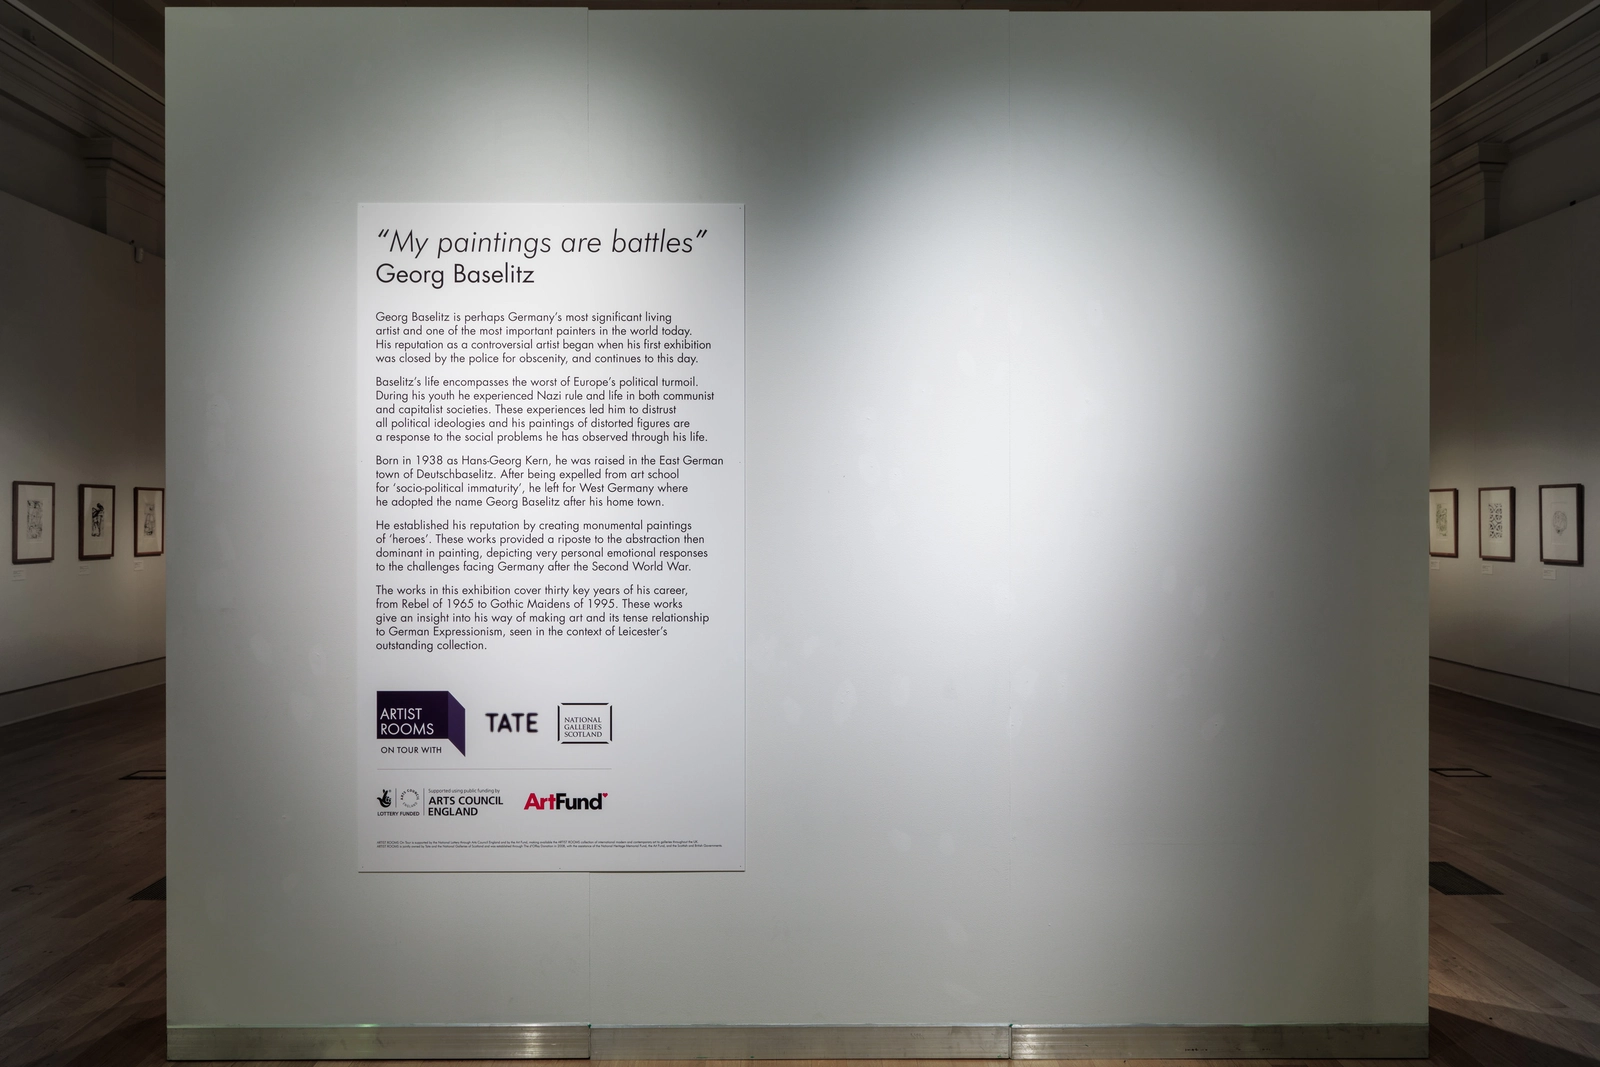 “My paintings are battles”
Georg Baselitz
Georg Baselitz is perhaps Germany’s most significant living
artist and one of the most important painters in the world today.
His reputation as a controversial artist began when his first exhibition
was closed by the police for obscenity, and continues to this day.
Baselitz’s life encompasses the worst of Europe’s political turmoil.
During his youth he experienced Nazi rule and life in both communist
and capitalist societies. These experiences led him to distrust
all political ideologies and his paintings of distorted figures are
a response to the social problems he has observed through his life.
Born in 1938 as Hans-Georg Kern, he was raised in the East German
town of Deutschbaselitz. After being expelled from art school
for ‘socio-political immaturity’, he left for West Germany where
he adopted the name Georg Baselitz after his home town.
He established his reputation by creating monumental paintings
of ‘heroes’. These works provided a riposte to the abstraction then
dominant in painting, depicting very personal emotional responses
to the challenges facing Germany after the Second World War.
The works in this exhibition cover thirty key years of his career,
from Rebel of 1965 to Gothic Maidens of 1995. These works
give an insight into his way of making art and its tense relationship
to German Expressionism, seen in the context of Leicester’s
outstanding collection.
ARTIST
ROOMS
ON TOUR WITH
TATE
NATIONAL
GALLERIES
SCOTLAND
LOTTERY FUNDED
Supported using public funding by
ARTS COUNCIL
ENGLAND
ArtFund